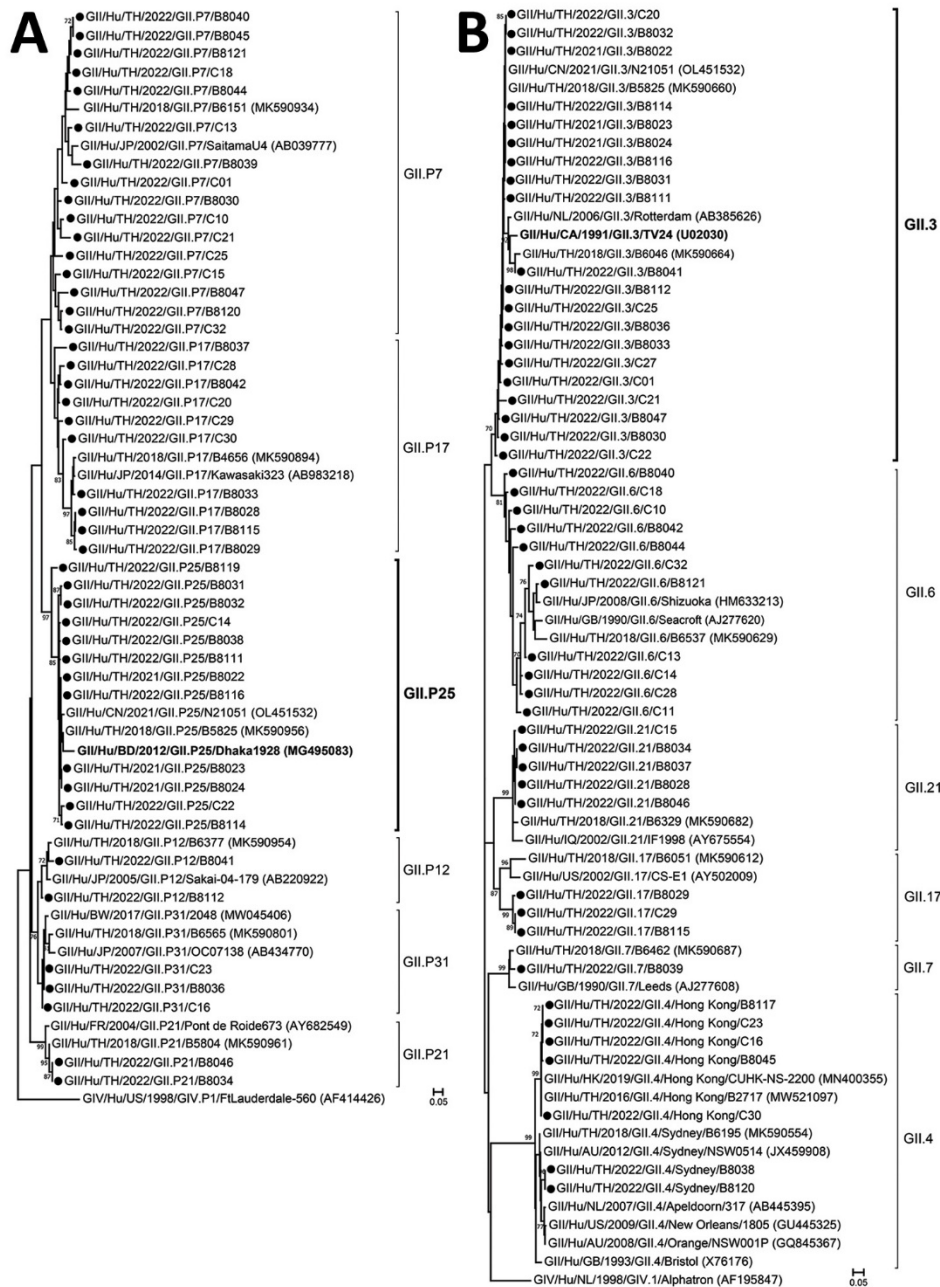 A
72
GII/Hu/TH/2022/GII.P7/B8040
GII/Hu/TH/2022/GII.P7/B8045
GII/Hu/TH/2022/GII.P7/B8121
GII/Hu/TH/2022/GII.P7/C18
GII/Hu/TH/2022/GII.P7/B8044
GII/Hu/TH/2018/GII.P7/B6151 (MK590934)
GII/Hu/TH/2022/GII.P7/C13
GII/Hu/JP/2002/GII.P7/SaitamaU4 (AB039777)
GII/Hu/TH/2022/GII.P7/B8039
GII/Hu/TH/2022/GII.P7/C01
GII/Hu/TH/2022/GII.P7/B8030
GII/Hu/TH/2022/GII.P7/C10
GII/Hu/TH/2022/GII.P7/C21
GII/Hu/TH/2022/GII.P7/C25
GII/Hu/TH/2022/GII.P7/C15
GII/Hu/TH/2022/GII.P7/B8047
GII/Hu/TH/2022/GII.P7/B8120
GII/Hu/TH/2022/GII.P7/C32
GII.P7
GII/Hu/TH/2022/GII.P17/B8037
GII/Hu/TH/2022/GII.P17/C28
GII/Hu/TH/2022/GII.P17/B8042
GII/Hu/TH/2022/GII.P17/C20
GII/Hu/TH/2022/GII.P17/C29
GII/Hu/TH/2022/GII.P17/C30
GII/Hu/TH/2018/GII.P17/B4656 (MK590894)
83
GII/Hu/JP/2014/GII.P17/Kawasaki323 (AB983218)
GII/Hu/TH/2022/GII.P17/B8033
97
GII/Hu/TH/2022/GII.P17/B8028
GII/Hu/TH/2022/GII.P17/B8115
85
GII/Hu/TH/2022/GII.P17/B8029
GII.P17
GII/Hu/TH/2022/GII.P25/B8119
87
GII/Hu/TH/2022/GII.P25/B8031
GII/Hu/TH/2022/GII.P25/B8032
97
GII/Hu/TH/2022/GII.P25/C14
GII/Hu/TH/2022/GII.P25/B8038
85
GII/Hu/TH/2022/GII.P25/B8111
GII/Hu/TH/2021/GII.P25/B8022
GII/Hu/TH/2022/GII.P25/B8116
GII/Hu/CN/2021/GII.P25/N21051 (OL451532)
GII/Hu/TH/2018/GII.P25/B5825 (MK590956)
GII/Hu/BD/2012/GII.P25/Dhaka1928 (MG495083)
GII/Hu/TH/2021/GII.P25/B8023
GII/Hu/TH/2021/GII.P25/B8024
GII/Hu/TH/2022/GII.P25/C22
71
GII/Hu/TH/2022/GII.P25/B8114
GII.P25
GII/Hu/TH/2018/GII.P12/B6377 (MK590954)
72
GII/Hu/TH/2022/GII.P12/B8041
GII/Hu/JP/2005/GII.P12/Sakai-04-179 (AB220922)
GII/Hu/TH/2022/GII.P12/B8112
GII.P12
GII/Hu/BW/2017/GII.P31/2048 (MW045406)
76
GII/Hu/TH/2018/GII.P31/B6565 (MK590801)
GII/Hu/JP/2007/GII.P31/OC07138 (AB434770)
GII/Hu/TH/2022/GII.P31/C23
GII/Hu/TH/2022/GII.P31/B8036
GII/Hu/TH/2022/GII.P31/C16
GII.P31
GII/Hu/FR/2004/GII.P21/Pont de Roide673 (AY682549)
99
GII/Hu/TH/2018/GII.P21/B5804 (MK590961)
95
GII/Hu/TH/2022/GII.P21/B8046
87
GII/Hu/TH/2022/GII.P21/B8034
GII.P21
GIV/Hu/US/1998/GIV.P1/FtLauderdale-560 (AF414426)
0.05
B
85
GII/Hu/TH/2022/GII.3/C20
GII/Hu/TH/2022/GII.3/B8032
GII/Hu/TH/2021/GII.3/B8022
GII/Hu/CN/2021/GII.3/N21051 (OL451532)
GII/Hu/TH/2018/GII.3/B5825 (MK590660)
GII/Hu/TH/2022/GII.3/B8114
GII/Hu/TH/2021/GII.3/B8023
GII/Hu/TH/2021/GII.3/B8024
GII/Hu/TH/2022/GII.3/B8116
GII/Hu/TH/2022/GII.3/B8031
GII/Hu/TH/2022/GII.3/B8111
GII/Hu/NL/2006/GII.3/Rotterdam (AB385626)
GII/Hu/CA/1991/GII.3/TV24 (U02030)
GII/Hu/TH/2018/GII.3/B6046 (MK590664)
98
GII/Hu/TH/2022/GII.3/B8041
GII/Hu/TH/2022/GII.3/B8112
GII/Hu/TH/2022/GII.3/C25
GII/Hu/TH/2022/GII.3/B8036
GII/Hu/TH/2022/GII.3/B8033
GII/Hu/TH/2022/GII.3/C27
GII/Hu/TH/2022/GII.3/C01
GII/Hu/TH/2022/GII.3/C21
GII/Hu/TH/2022/GII.3/B8047
70
GII/Hu/TH/2022/GII.3/B8030
GII/Hu/TH/2022/GII.3/C22
GII.3
GII/Hu/TH/2022/GII.6/B8040
81
GII/Hu/TH/2022/GII.6/C18
GII/Hu/TH/2022/GII.6/C10
GII/Hu/TH/2022/GII.6/B8042
GII/Hu/TH/2022/GII.6/B8044
GII/Hu/TH/2022/GII.6/C32
76
GII/Hu/TH/2022/GII.6/B8121
GII/Hu/JP/2008/GII.6/Shizuoka (HM633213)
74
GII/Hu/GB/1990/GII.6/Seacroft (AJ277620)
GII/Hu/TH/2018/GII.6/B6537 (MK590629)
GII/Hu/TH/2022/GII.6/C13
GII/Hu/TH/2022/GII.6/C14
GII/Hu/TH/2022/GII.6/C28
GII/Hu/TH/2022/GII.6/C11
GII.6
GII/Hu/TH/2022/GII.21/C15
GII/Hu/TH/2022/GII.21/B8034
GII/Hu/TH/2022/GII.21/B8037
99
GII/Hu/TH/2022/GII.21/B8028
GII/Hu/TH/2022/GII.21/B8046
GII/Hu/TH/2018/GII.21/B6329 (MK590682)
GII/Hu/IQ/2002/GII.21/IF1998 (AY675554)
GII.21
GII/Hu/TH/2018/GII.17/B6051 (MK590612)
96
87
GII/Hu/US/2002/GII.17/CS-E1 (AY502009)
GII/Hu/TH/2022/GII.17/B8029
99
GII/Hu/TH/2022/GII.17/C29
89
GII/Hu/TH/2022/GII.17/B8115
GII.17
GII/Hu/TH/2018/GII.7/B6462 (MK590687)
99
GII/Hu/TH/2022/GII.7/B8039
GII/Hu/GB/1990/GII.7/Leeds (AJ277608)
GII.7
72
GII/Hu/TH/2022/GII.4/Hong Kong/B8117
GII/Hu/TH/2022/GII.4/Hong Kong/C23
72
GII/Hu/TH/2022/GII.4/Hong Kong/C16
GII/Hu/TH/2022/GII.4/Hong Kong/B8045
99
GII/Hu/HK/2019/GII.4/Hong Kong/CUHK-NS-2200 (MN400355)
GII/Hu/TH/2016/GII.4/Hong Kong/B2717 (MW521097)
GII/Hu/TH/2022/GII.4/Hong Kong/C30
99
GII/Hu/TH/2018/GII.4/Sydney/B6195 (MK590554)
GII/Hu/AU/2012/GII.4/Sydney/NSW0514 (JX459908)
GII/Hu/TH/2022/GII.4/Sydney/B8038
GII/Hu/TH/2022/GII.4/Sydney/B8120
GII/Hu/NL/2007/GII.4/Apeldoorn/317 (AB445395)
77
GII/Hu/US/2009/GII.4/New Orleans/1805 (GU445325)
GII/Hu/AU/2008/GII.4/Orange/NSW001P (GQ845367)
GII/Hu/GB/1993/GII.4/Bristol (X76176)
GII.4
GIV/Hu/NL/1998/GIV.1/Alphatron (AF195847)
0.05